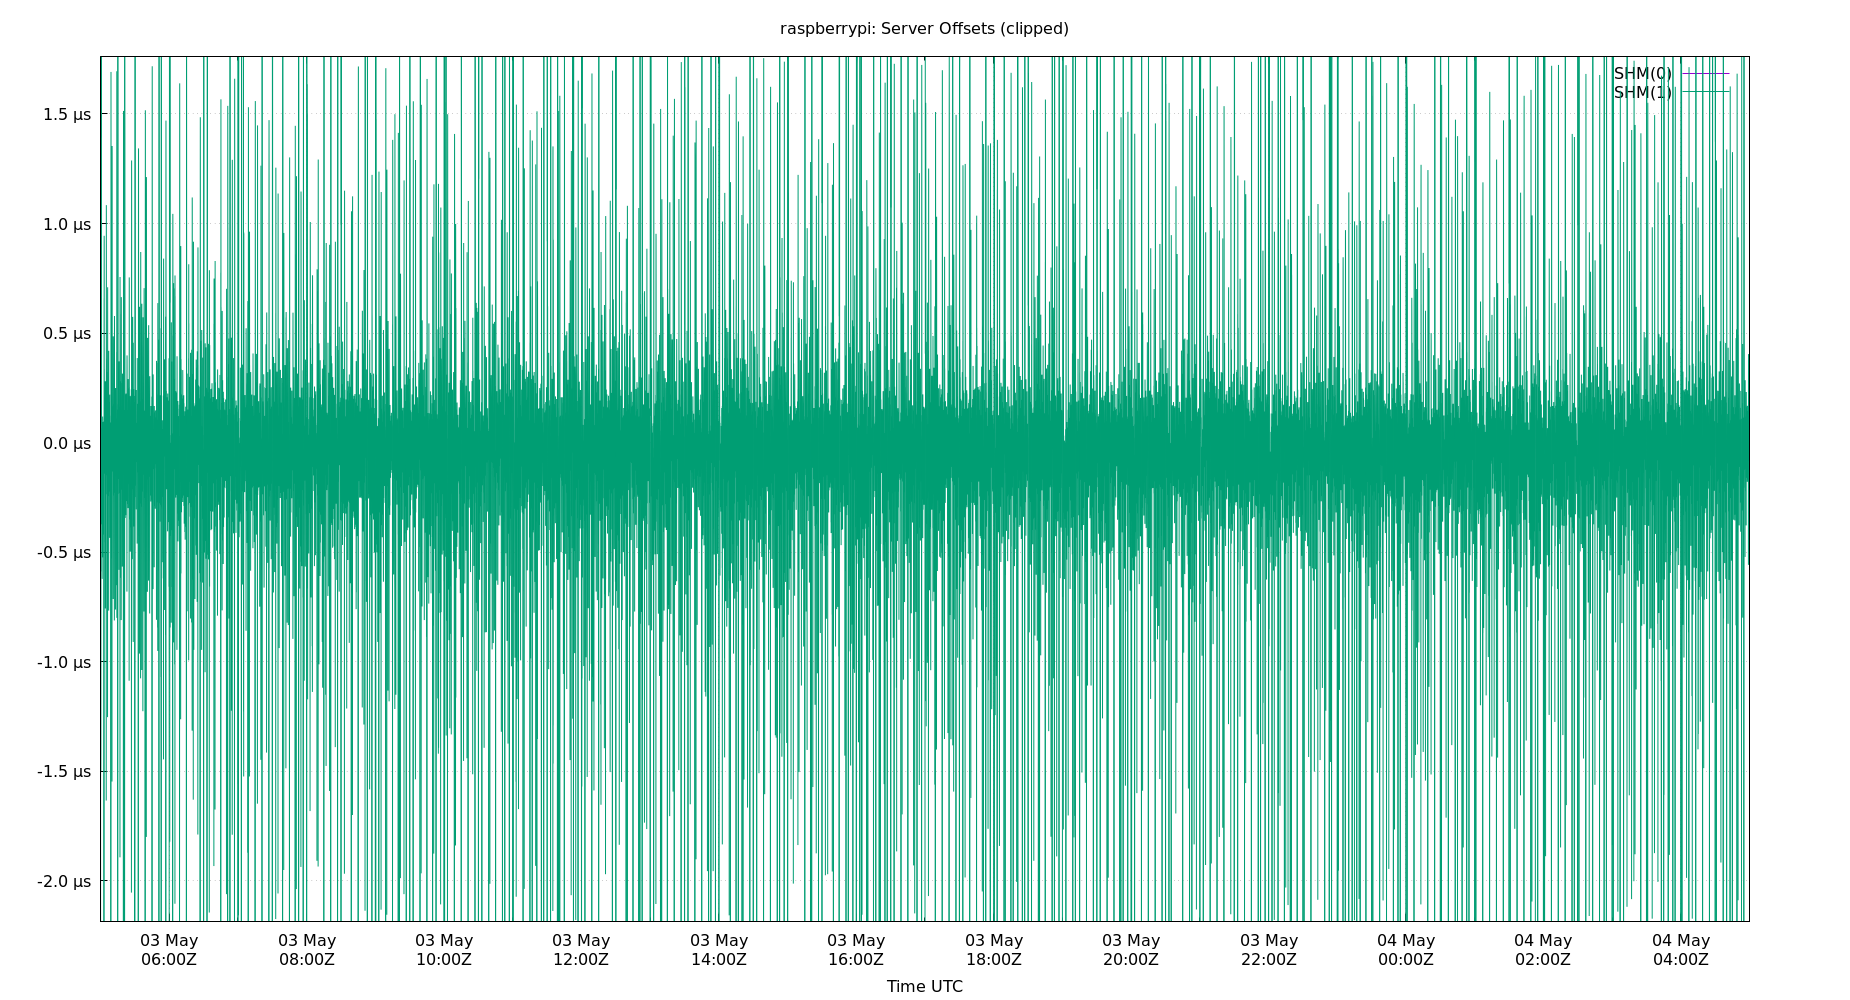 raspberrypi: Server Offsets (clipped)
SHM(0)
SHM(1)
1.5 µs
1.0 µs
0.5 µs
0.0 µs
-0.5 µs
-1.0 µs
-1.5 µs
-2.0 µs
03 May 03 May 03 May 03 May 03 May 03 May 03 May 03 May 03 May 04 May 04 May 04 May
06:00Z 08:00Z 10:00Z 12:00Z 14:00Z 16:00Z 18:00Z 20:00Z 22:00Z 00:00Z 02:00Z 04:00Z
Time UTC